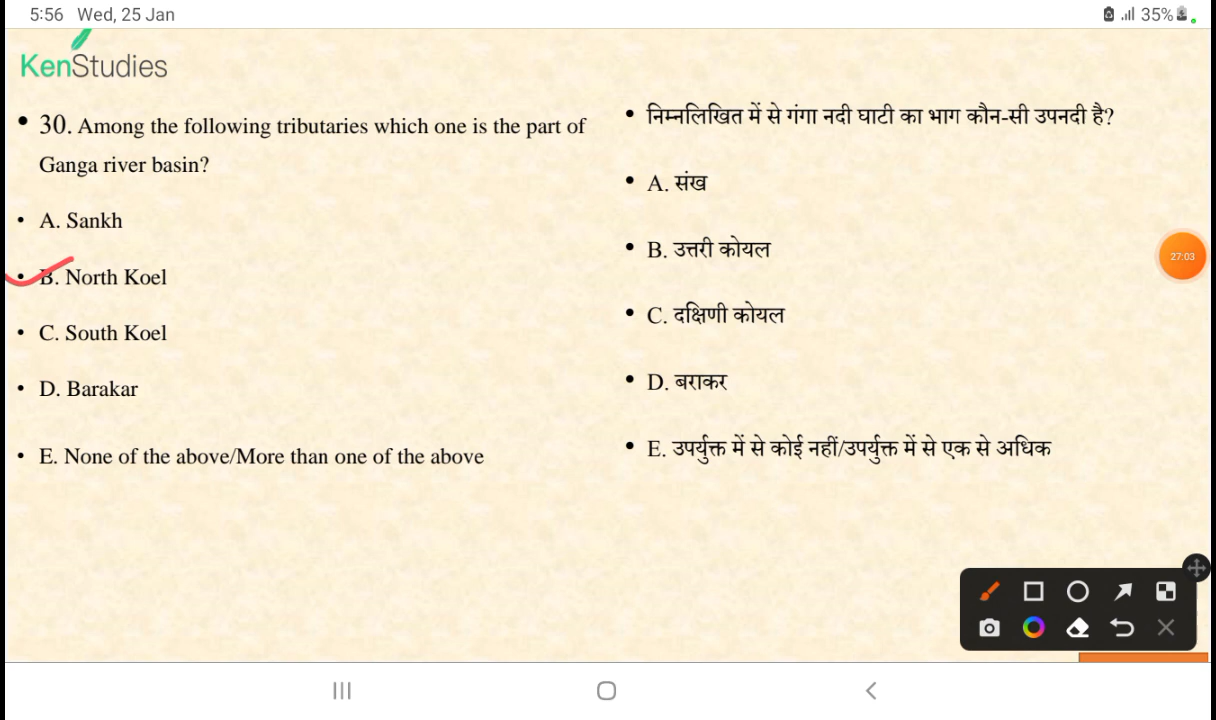 5:56 Wed, 25 Jan
35%
KenStudies
• 30. Among the following tributaries which one is the part of
Ganga river basin?
• A. Sankh
• B. North Koel
• C. South Koel
• D. Barakar
• E. None of the above/More than one of the above
• निम्नलिखित में से गंगा नदी घाटी का भाग कौन-सी उपनदी है?
• A. संख
• B. उत्तरी कोयल
• C. दक्षिणी कोयल
• D. बराकर
• E. उपर्युक्त में से कोई नहीं/उपर्युक्त में से एक से अधिक
27:03